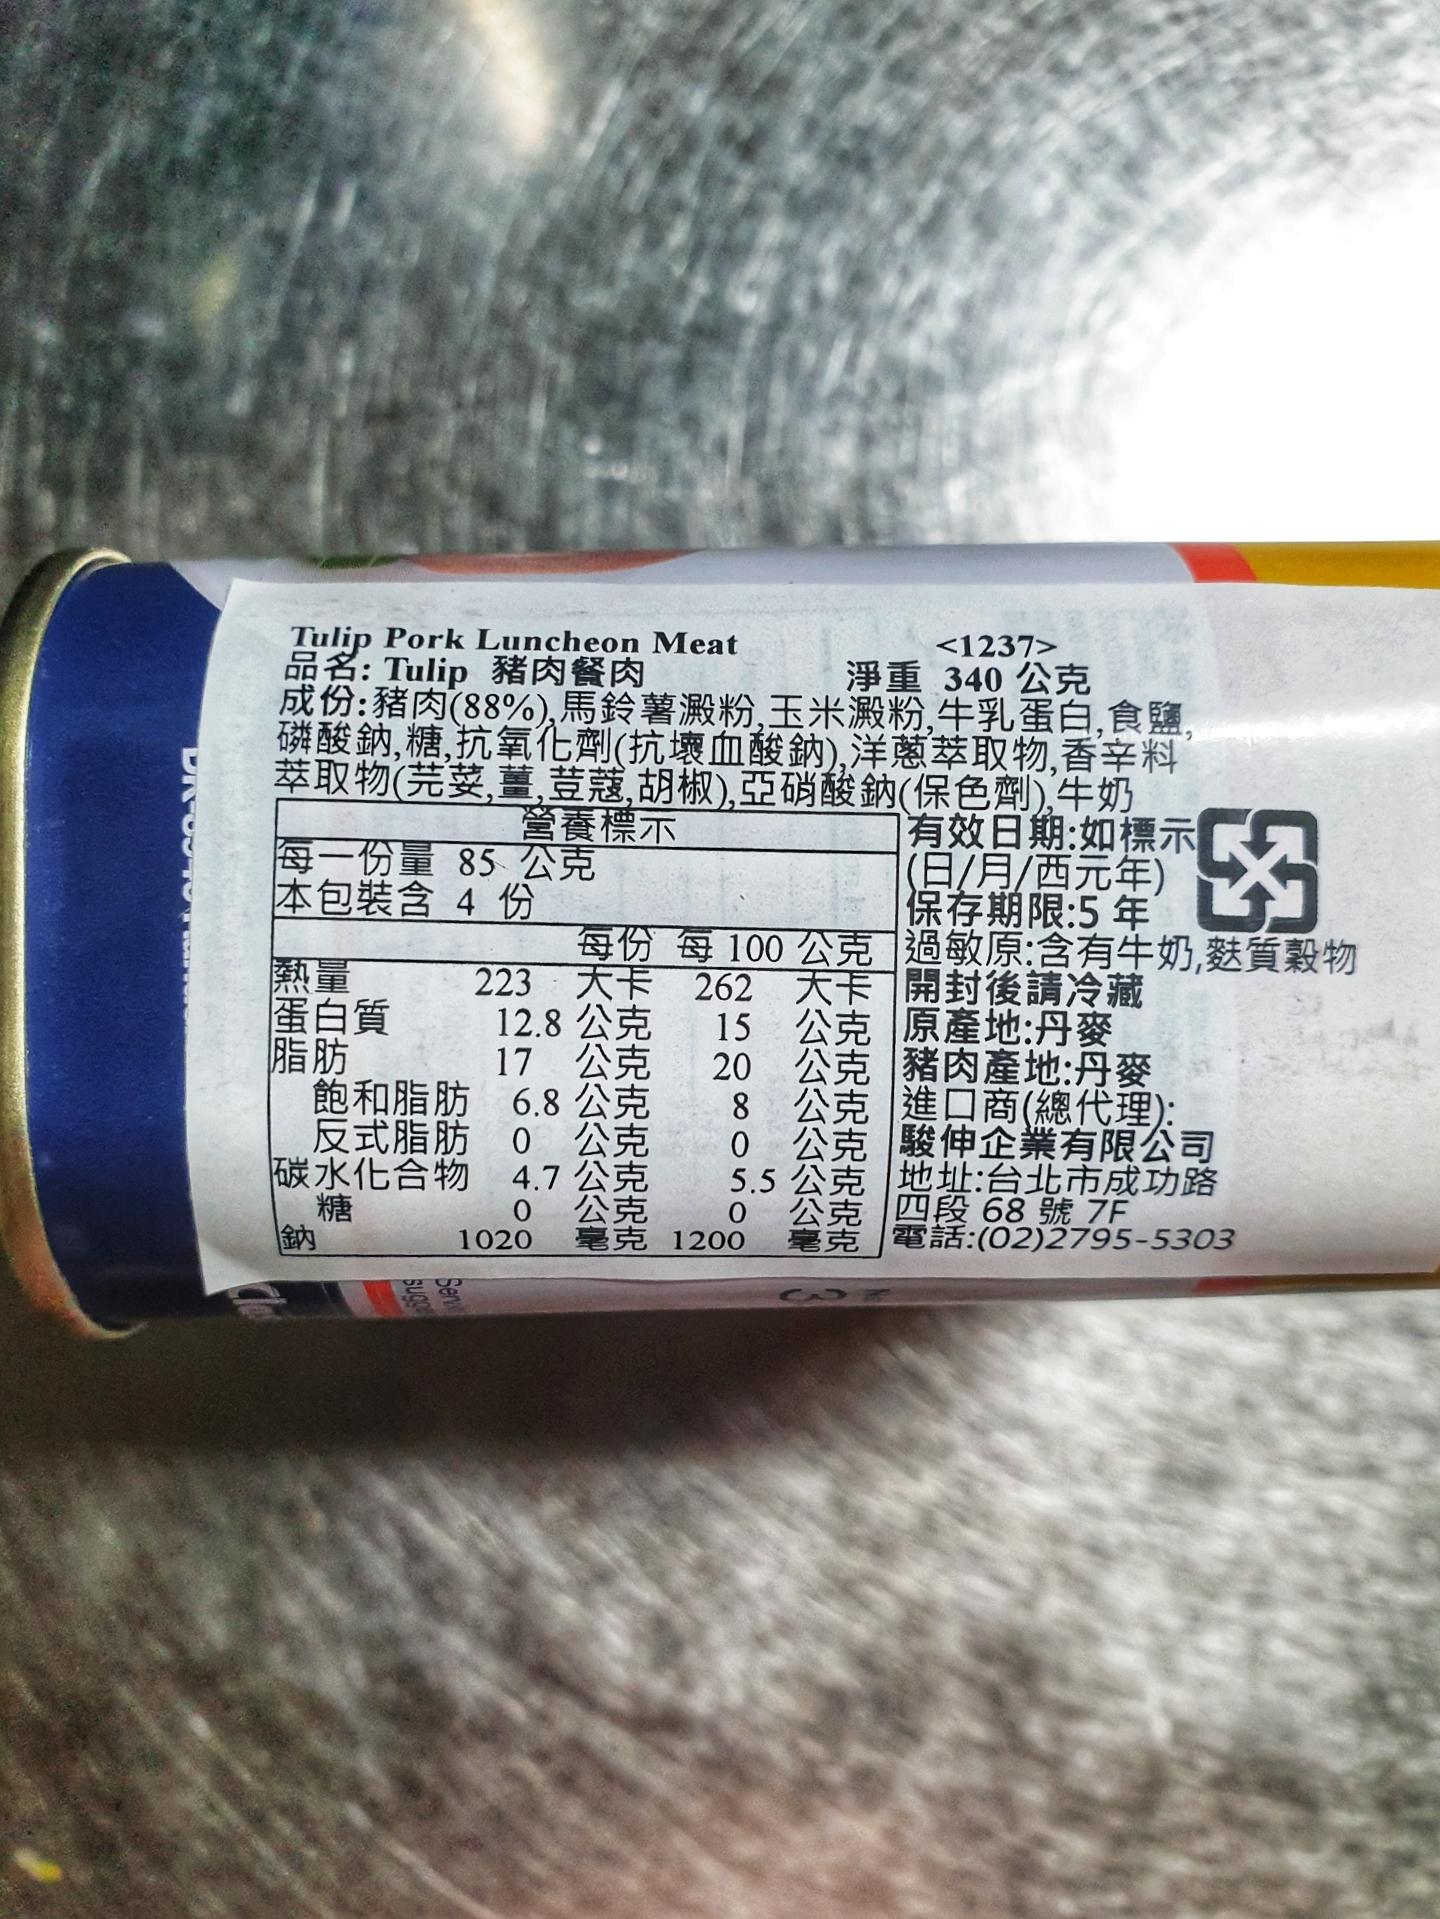 Tulip Pork Luncheon Meat <1237>
品名: Tulip 豬肉餐肉 淨重 340 公克
成份:豬肉(88%),馬鈴薯澱粉,玉米澱粉,牛乳蛋白,食鹽,
磷酸鈉,糖,抗氧化劑(抗壞血酸鈉),洋蔥萃取物,香辛料
萃取物(芫荽,薑,荳蔻,胡椒),亞硝酸鈉(保色劑),牛奶
營養標示
每一份量 85 公克
本包裝含 4 份
每份 每 100 公克
熱量 223 大卡 262 大卡
蛋白質 12.8 公克 15 公克
脂肪 17 公克 20 公克
飽和脂肪 6.8 公克 8 公克
反式脂肪 0 公克 0 公克
碳水化合物 4.7 公克 5.5 公克
糖 0 公克 0 公克
鈉 1020 毫克 1200 毫克
有效日期:如標示
(日/月/西元年)
保存期限:5 年
過敏原:含有牛奶,麩質穀物
開封後請冷藏
原產地:丹麥
豬肉產地:丹麥
進口商(總代理):
駿伸企業有限公司
地址:台北市成功路
四段 68 號 7F
電話:(02)2795-5303